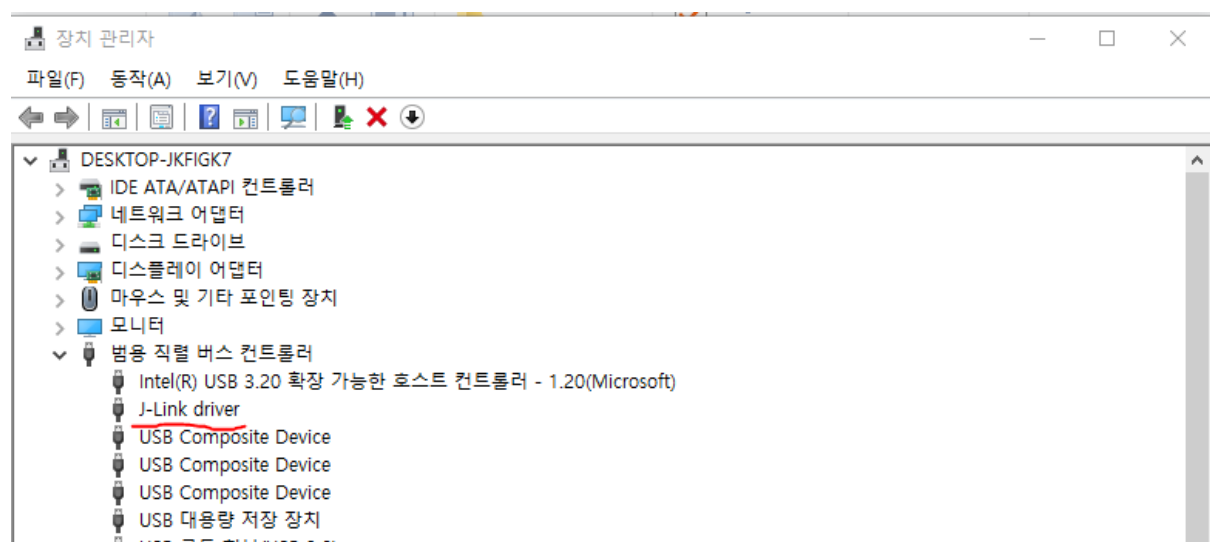 장치 관리자
파일(F) 동작(A) 보기(V) 도움말(H)
DESKTOP-JKFIGK7
IDE ATA/ATAPI 컨트롤러
네트워크 어댑터
디스크 드라이브
디스플레이 어댑터
마우스 및 기타 포인팅 장치
모니터
범용 직렬 버스 컨트롤러
Intel(R) USB 3.20 확장 가능한 호스트 컨트롤러 - 1.20(Microsoft)
J-Link driver
USB Composite Device
USB Composite Device
USB Composite Device
USB 대용량 저장 장치